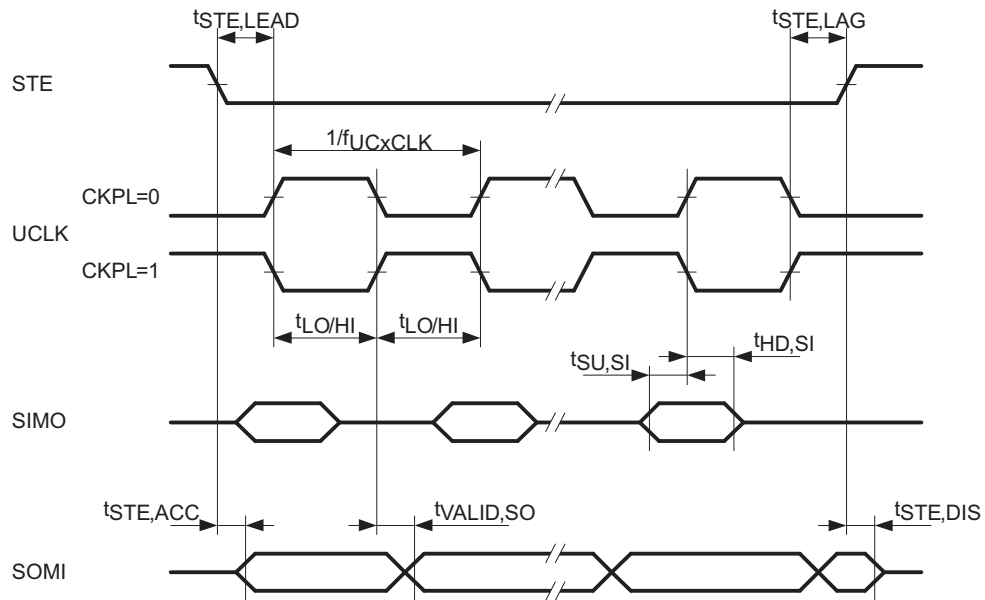 tSTE,LEAD
tSTE,LAG
STE
1/fUCxCLK
CKPL=0
UCLK
CKPL=1
tLO/HI
tLO/HI
tHD,SI
tSU,SI
SIMO
tSTE,ACC
tVALID,SO
tSTE,DIS
SOMI